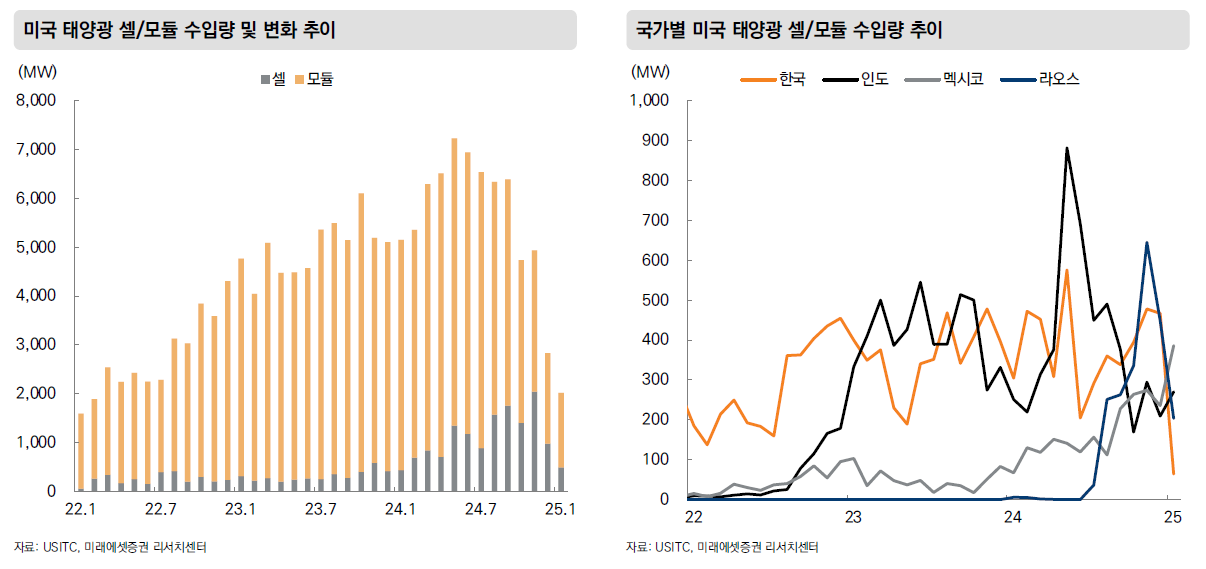 미국 태양광 셀/모듈 수입량 및 변화 추이
(MW)
셀 모듈
8,000
7,000
6,000
5,000
4,000
3,000
2,000
1,000
0
22.1 22.7 23.1 23.7 24.1 24.7 25.1
자료: USITC, 미래에셋증권 리서치센터
국가별 미국 태양광 셀/모듈 수입량 추이
(MW)
한국 인도 멕시코 라오스
1,000
900
800
700
600
500
400
300
200
100
0
22 23 24 25
자료: USITC, 미래에셋증권 리서치센터